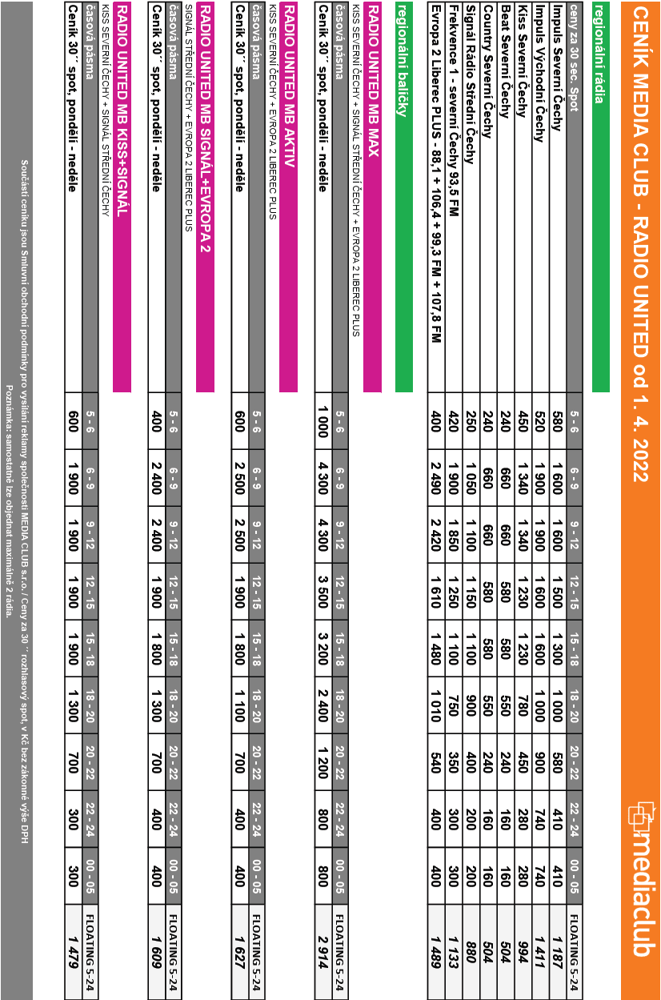 CENÍK MEDIA CLUB - RADIO UNITED od 1. 4. 2022 mediaclub
regionální rádia
ceny za 30 sec. Spot 5 - 6 6 - 9 9 - 12 12 - 15 15 - 18 18 - 20 20 - 22 22 - 24 00 - 05 FLOATING 5-24
Impuls Severní Čechy 580 1 600 1 600 1 500 1 300 1 000 580 410 410 1 187
Impuls Východní Čechy 520 1 900 1 900 1 600 1 600 1 000 900 740 740 1 411
Kiss Severní Čechy 450 1 340 1 340 1 230 1 230 780 450 280 280 994
Beat Severní Čechy 240 660 660 580 580 550 240 160 160 504
Country Severní Čechy 240 660 660 580 580 550 240 160 160 504
Signál Rádio Střední Čechy 250 1 050 1 100 1 150 1 100 900 400 200 200 880
Frekvence 1 - severní Čechy 93,5 FM 420 1 900 1 850 1 250 1 100 750 350 300 300 1 133
Evropa 2 Liberec PLUS - 88,1 + 106,4 + 99,3 FM + 107,8 FM 400 2 490 2 420 1 610 1 480 1 010 540 400 400 1 489
regionální balíčky
RADIO UNITED MB MAX
KISS SEVERNÍ ČECHY + SIGNÁL STŘEDNÍ ČECHY + EVROPA 2 LIBEREC PLUS
časová pásma 5 - 6 6 - 9 9 - 12 12 - 15 15 - 18 18 - 20 20 - 22 22 - 24 00 - 05 FLOATING 5-24
Ceník 30´´ spot, pondělí - neděle 1 000 4 300 4 300 3 500 3 200 2 400 1 200 800 800 2 914
RADIO UNITED MB AKTIV
KISS SEVERNÍ ČECHY + EVROPA 2 LIBEREC PLUS
časová pásma 5 - 6 6 - 9 9 - 12 12 - 15 15 - 18 18 - 20 20 - 22 22 - 24 00 - 05 FLOATING 5-24
Ceník 30´´ spot, pondělí - neděle 600 2 500 2 500 1 900 1 800 1 100 700 400 400 1 627
RADIO UNITED MB SIGNÁL+EVROPA 2
SIGNÁL STŘEDNÍ ČECHY + EVROPA 2 LIBEREC PLUS
časová pásma 5 - 6 6 - 9 9 - 12 12 - 15 15 - 18 18 - 20 20 - 22 22 - 24 00 - 05 FLOATING 5-24
Ceník 30´´ spot, pondělí - neděle 400 2 400 2 400 1 900 1 800 1 300 700 400 400 1 609
RADIO UNITED MB KISS+SIGNÁL
KISS SEVERNÍ ČECHY + SIGNÁL STŘEDNÍ ČECHY
časová pásma 5 - 6 6 - 9 9 - 12 12 - 15 15 - 18 18 - 20 20 - 22 22 - 24 00 - 05 FLOATING 5-24
Ceník 30´´ spot, pondělí - neděle 600 1 900 1 900 1 900 1 900 1 300 700 300 300 1 479
Součástí ceníku jsou Smluvní obchodní podmínky pro vysílání reklamy společnosti MEDIA CLUB s.r.o. / Ceny za 30 ´´ rozhlasový spot, v Kč bez zákonné výše DPH
Poznámka: samostatně lze objednat maximálně 2 rádia.